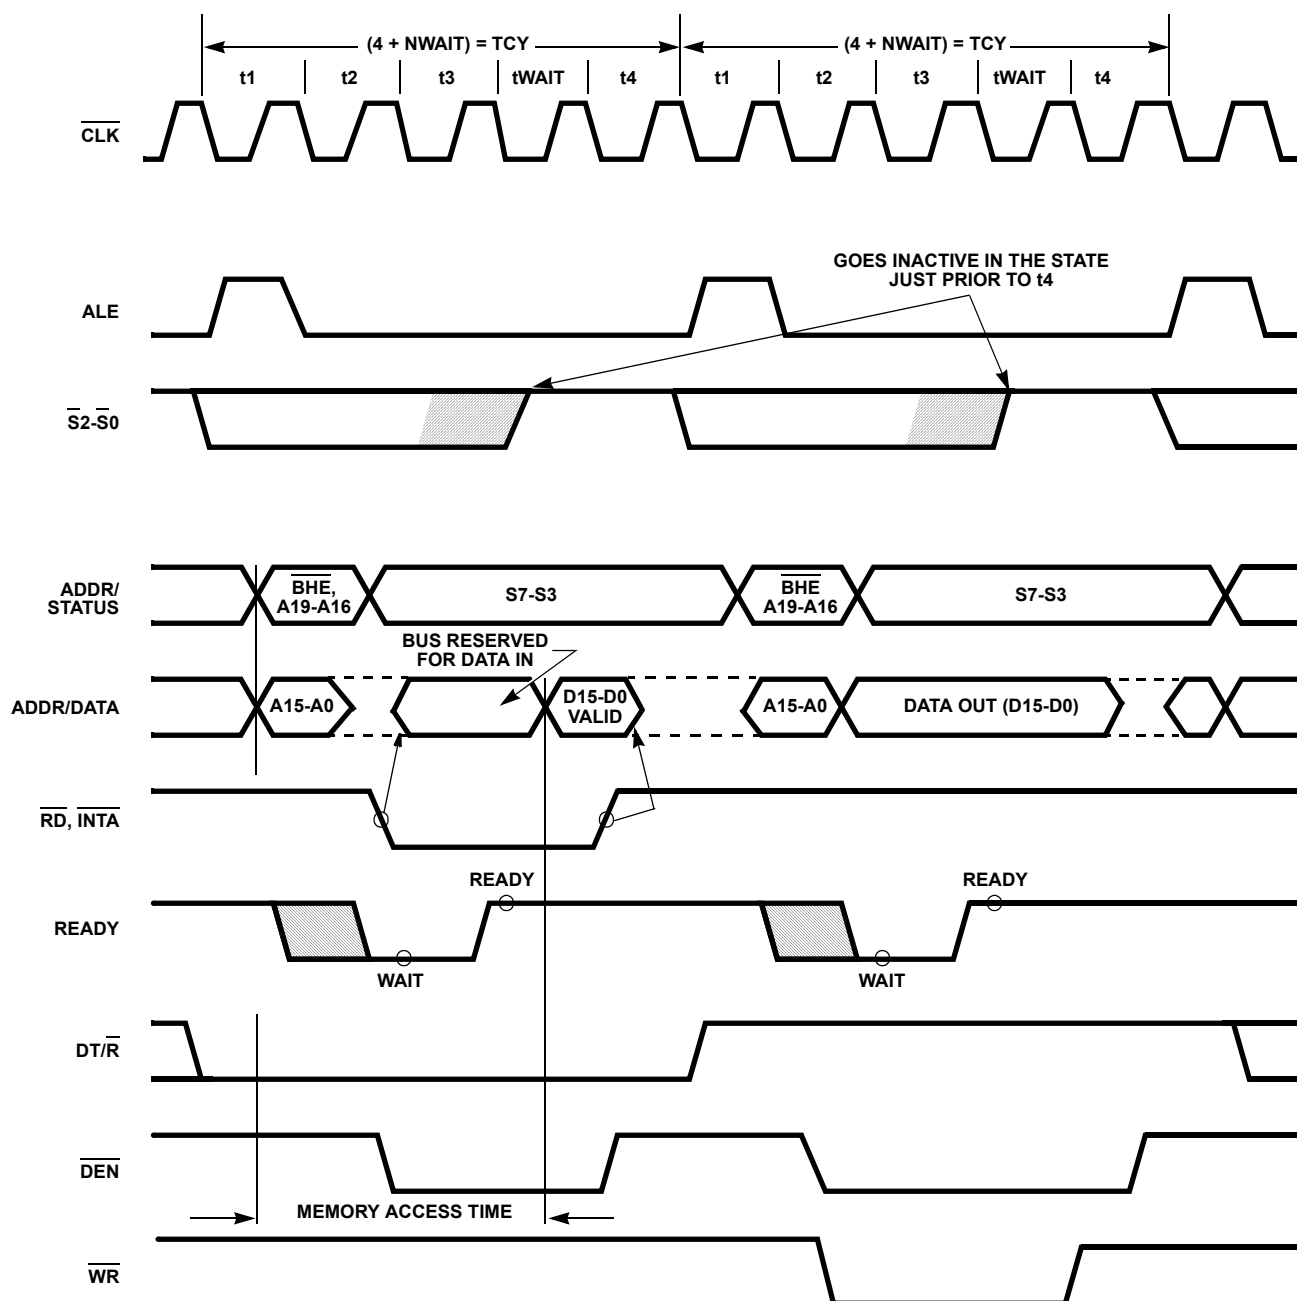 (4 + NWAIT) = TCY (4 + NWAIT) = TCY
t1 t2 t3 tWAIT t4 t1 t2 t3 tWAIT t4
CLK
GOES INACTIVE IN THE STATE
JUST PRIOR TO t4
ALE
S2-S0
ADDR/
STATUS
BHE,
A19-A16
S7-S3
BHE
A19-A16
S7-S3
BUS RESERVED
FOR DATA IN
ADDR/DATA
A15-A0
D15-D0
VALID
A15-A0
DATA OUT (D15-D0)
RD, INTA
READY READY
READY
WAIT WAIT
DT/R
DEN
MEMORY ACCESS TIME
WR